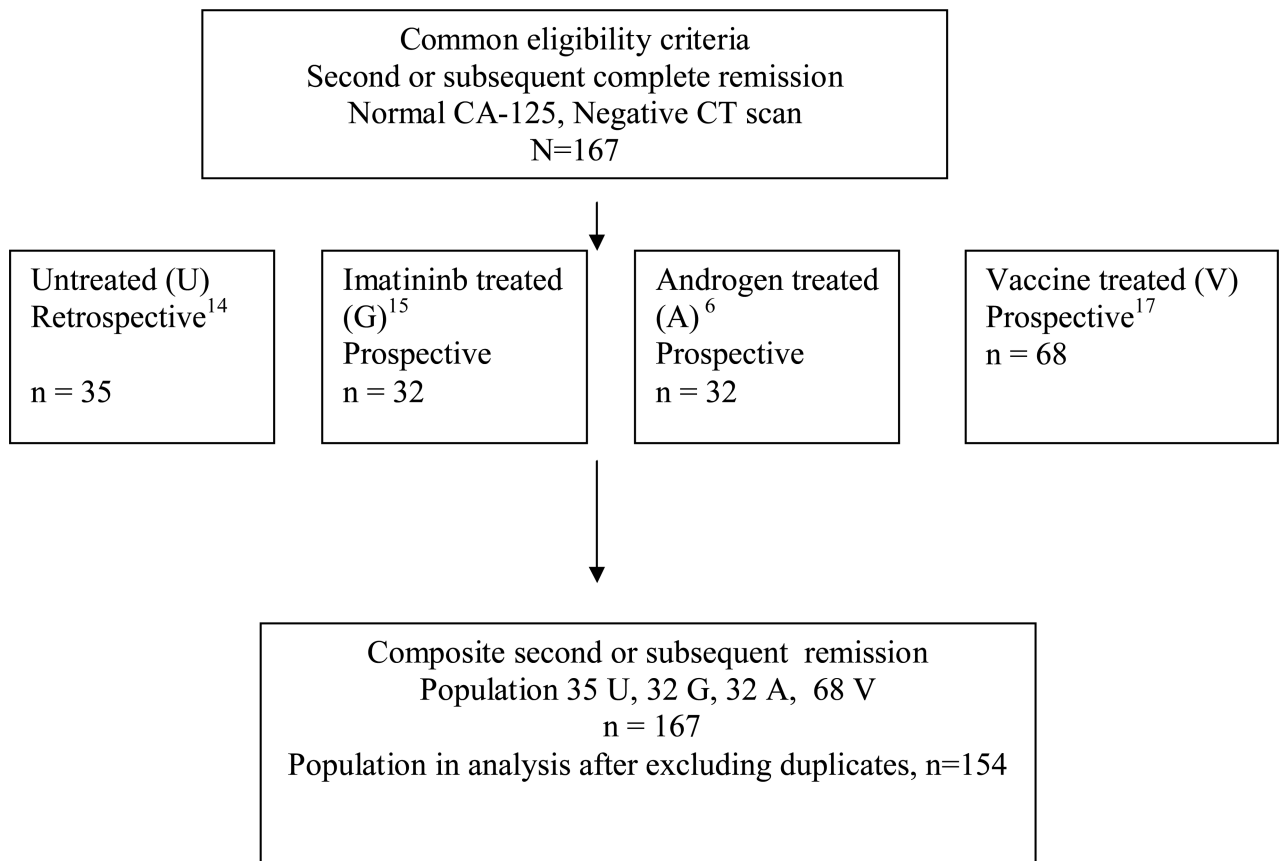 Common eligibility criteria
Second or subsequent complete remission
Normal CA-125, Negative CT scan
N=167
Untreated (U)
Retrospective14
n = 35
Imatininb treated
(G)15
Prospective
n = 32
Androgen treated
(A) 6
Prospective
n = 32
Vaccine treated (V)
Prospective17
n = 68
Composite second or subsequent remission
Population 35 U, 32 G, 32 A, 68 V
n = 167
Population in analysis after excluding duplicates, n=154